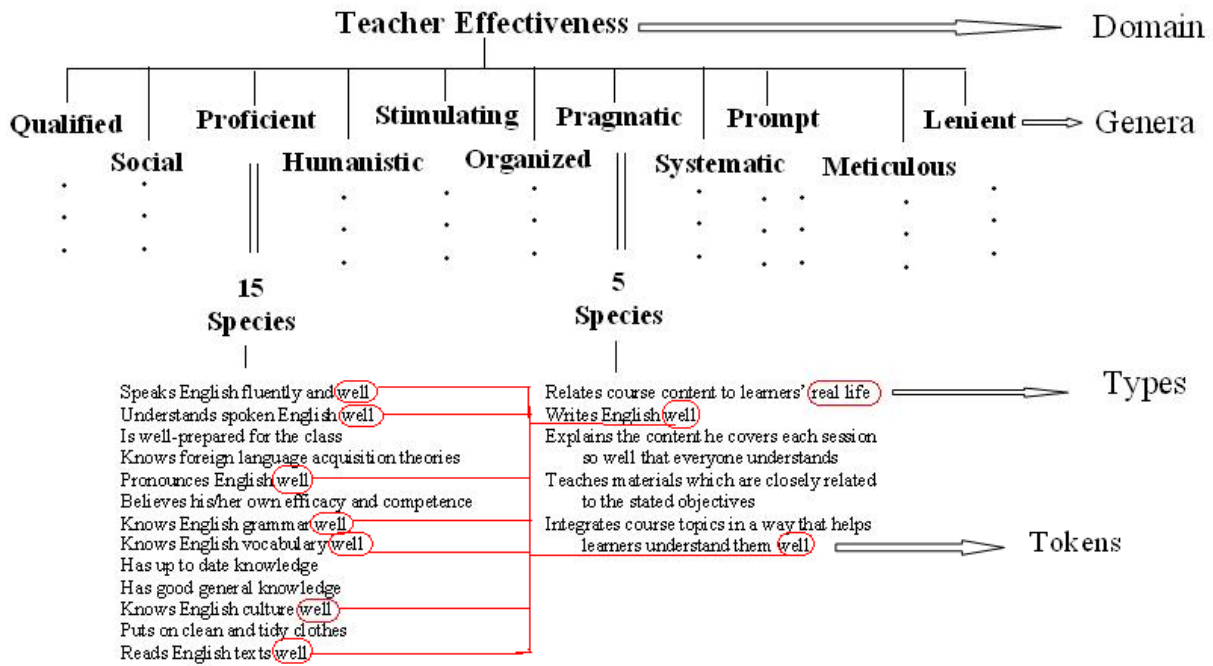 Teacher Effectiveness
Domain
Qualified
Proficient
Stimulating
Pragmatic
Prompt
Lenient
Genera
Social
Humanistic
Organized
Systematic
Meticulous
15
Species
5
Species
Speaks English fluently and well
Understands spoken English well
Is well-prepared for the class
Knows foreign language acquisition theories
Pronounces English well
Believes his/her own efficacy and competence
Knows English grammar well
Knows English vocabulary well
Has up to date knowledge
Has good general knowledge
Knows English culture well
Puts on clean and tidy clothes
Reads English texts well
Relates course content to learners' real life
Writes English well
Explains the content he covers each session
so well that everyone understands
Teaches materials which are closely related
to the stated objectives
Integrates course topics in a way that helps
learners understand them well
Types
Tokens